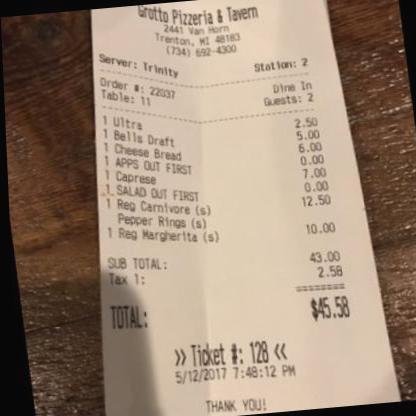 Grotto Pizzeria & Tavern
2441 Van Horn
Trenton, MI 48183
(734) 692-4300
Server: Trinity Station: 2
Order #: 22037 Dine In
Table: 11 Guests: 2
1 Ultra 2.50
1 Bells Draft 5.00
1 Cheese Bread 6.00
1 APPS OUT FIRST 0.00
1 Caprese 7.00
1 SALAD OUT FIRST 0.00
1 Reg Carnivore (s) 12.50
Pepper Rings (s)
1 Reg Margherita (s) 10.00
SUB TOTAL: 43.00
Tax 1: 2.58
========
TOTAL: $45.58
>> Ticket #: 128 <<
5/12/2017 7:48:12 PM
THANK YOU!